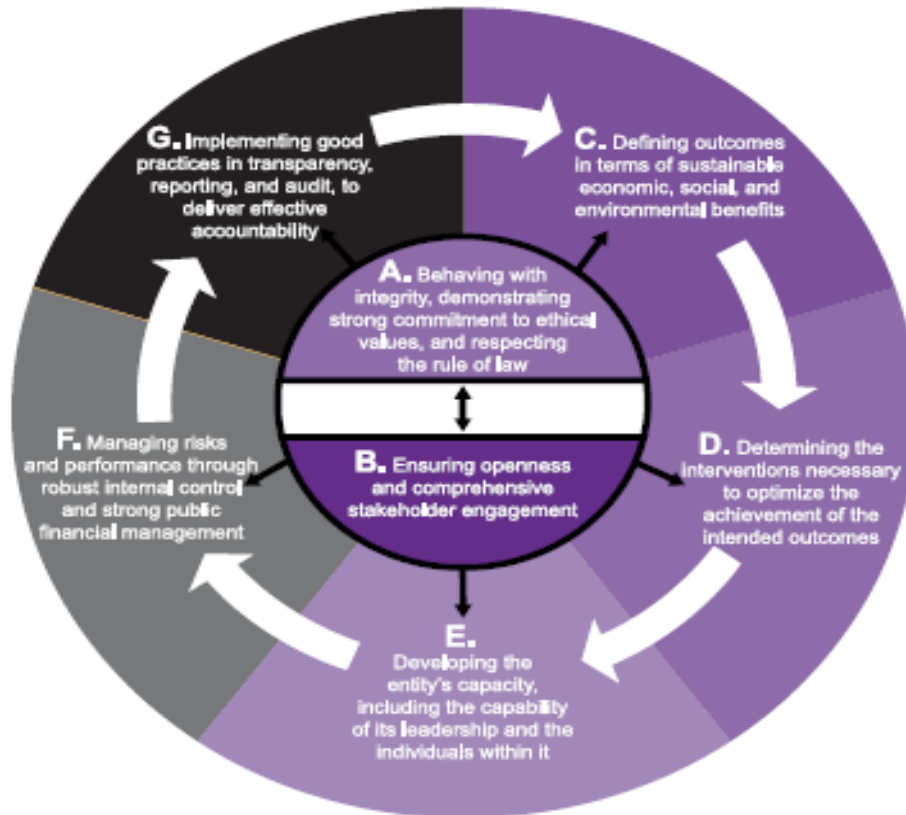 G. Implementing good
practices in transparency,
reporting, and audit, to
deliver effective
accountability
C. Defining outcomes
in terms of sustainable
economic, social, and
environmental benefits
A. Behaving with
integrity, demonstrating
strong commitment to ethical
values, and respecting
the rule of law
B. Ensuring openness
and comprehensive
stakeholder engagement
F. Managing risks
and performance through
robust internal control
and strong public
financial management
D. Determining the
interventions necessary
to optimize the
achievement of the
intended outcomes
E.
Developing the
entity's capacity,
including the capability
of its leadership and the
individuals within it